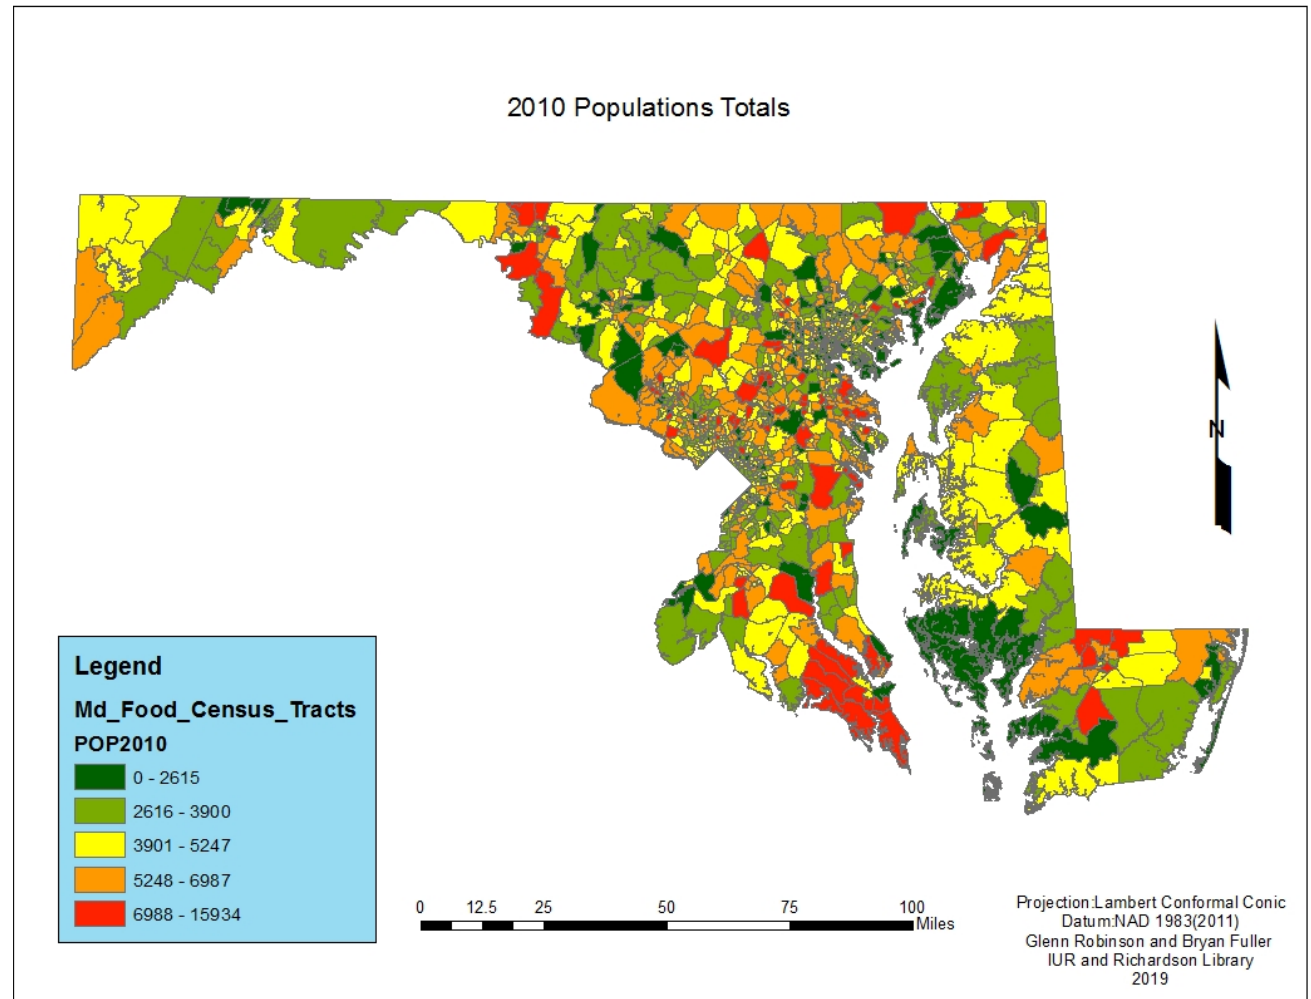 2010 Populations Totals
N
Legend
Md_Food_Census_Tracts
POP2010
0 - 2615
2616 - 3900
3901 - 5247
5248 - 6987
6988 - 15934
0 12.5 25 50 75 100
Miles
Projection:Lambert Conformal Conic
Datum:NAD 1983(2011)
Glenn Robinson and Bryan Fuller
IUR and Richardson Library
2019